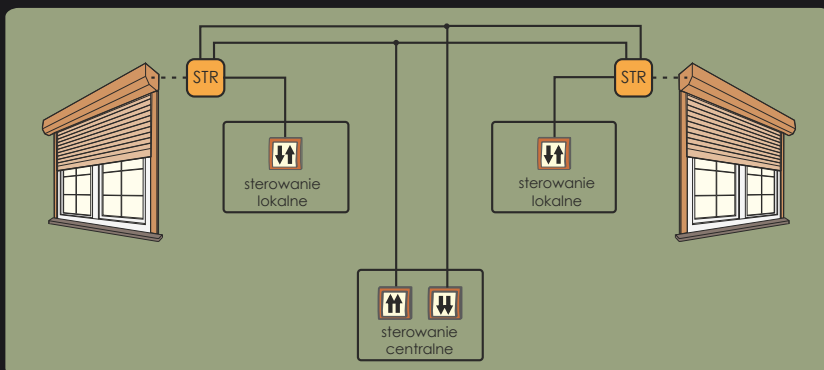 STR
STR
sterowanie
lokalne
sterowanie
lokalne
sterowanie
centralne